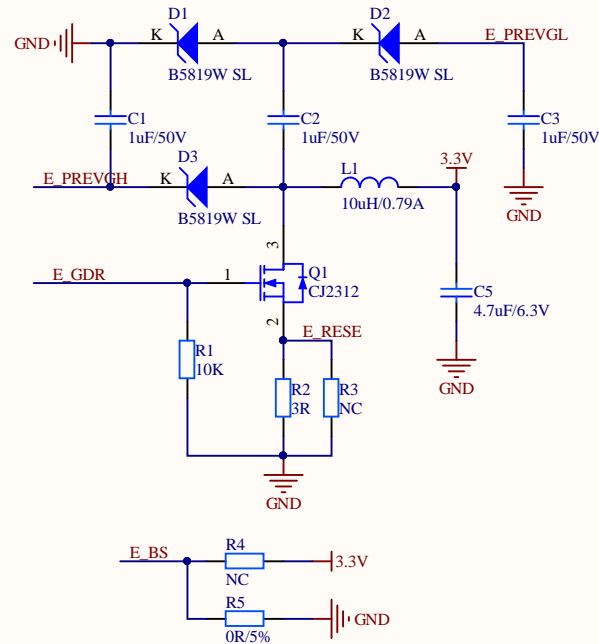 D1
D2
GND
K
A
K
A
E_PREVGL
B5819W SL
B5819W SL
C1
1uF/50V
C2
1uF/50V
C3
1uF/50V
D3
L1
3.3V
E_PREVGH
K
A
B5819W SL
10uH/0.79A
GND
3
E_GDR
1
Q1
CJ2312
C5
4.7uF/6.3V
2
E_RESE
R1
10K
GND
R2
3R
R3
NC
GND
E_BS
R4
NC
3.3V
R5
0R/5%
GND